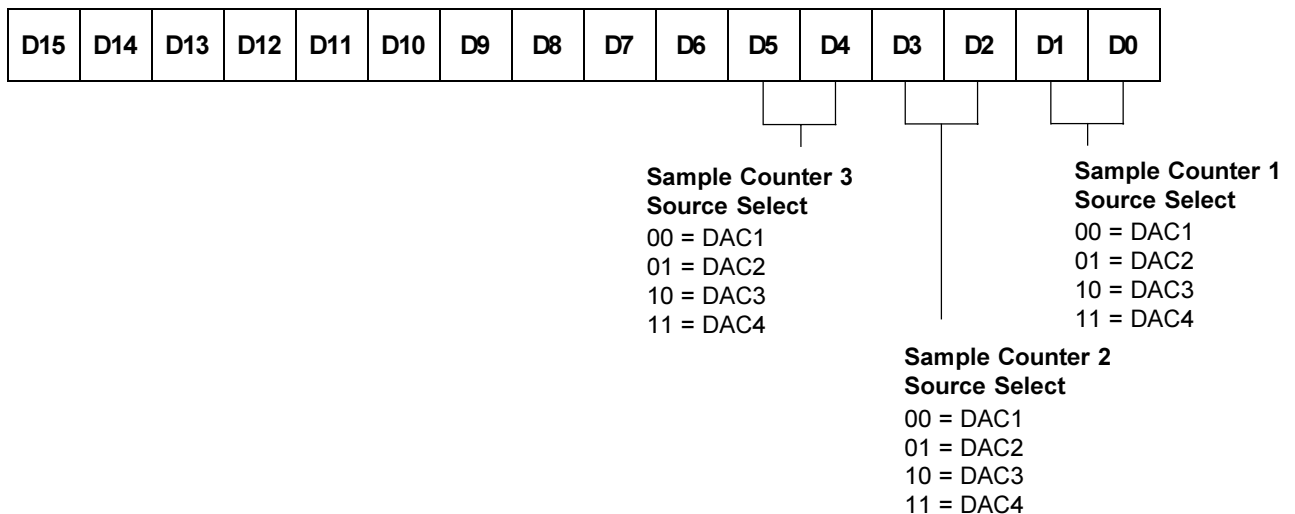 D15 D14 D13 D12 D11 D10 D9 D8 D7 D6 D5 D4 D3 D2 D1 D0
Sample Counter 3
Source Select
00 = DAC1
01 = DAC2
10 = DAC3
11 = DAC4
Sample Counter 1
Source Select
00 = DAC1
01 = DAC2
10 = DAC3
11 = DAC4
Sample Counter 2
Source Select
00 = DAC1
01 = DAC2
10 = DAC3
11 = DAC4